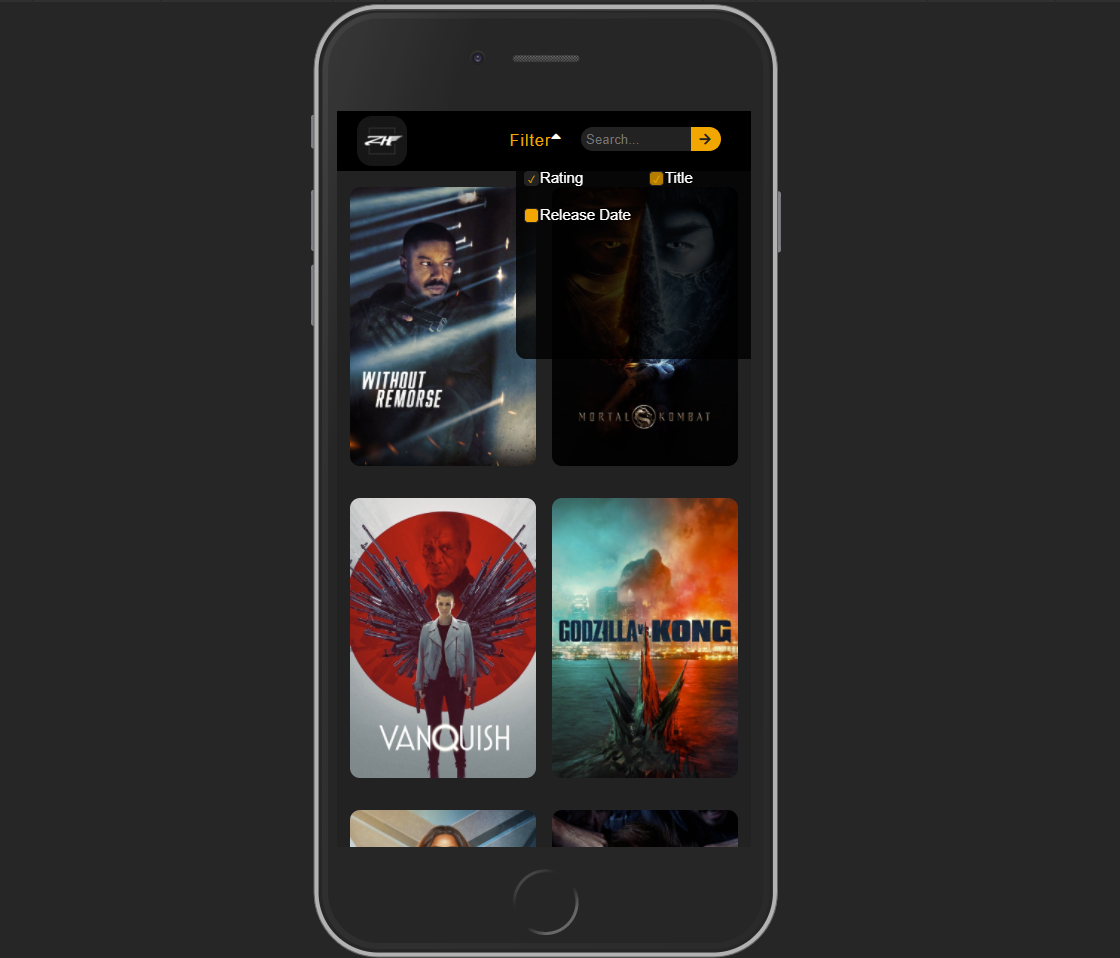 ZH
Filter
Search...
Rating
Title
Release Date
WITHOUT
REMORSE
MORTAL KOMBAT
VANQUISH
GODZILLA vs KONG